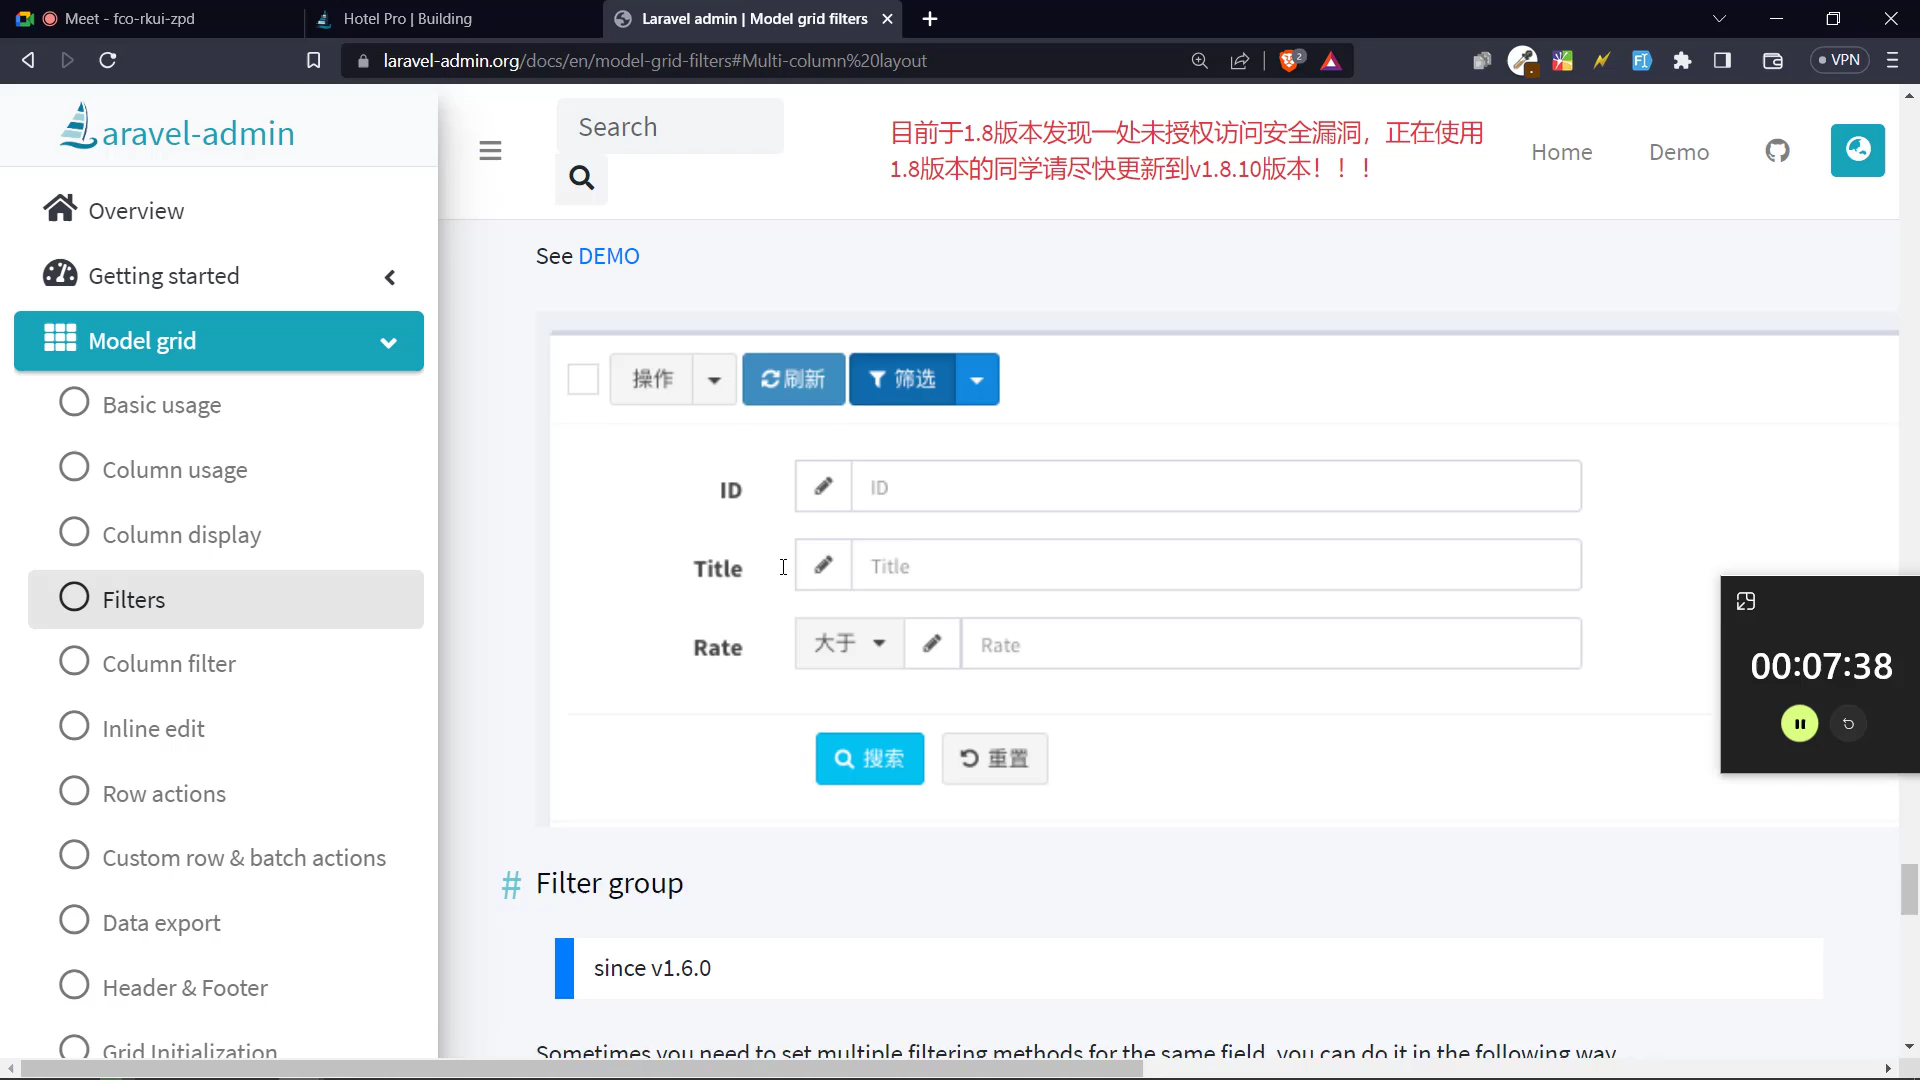 Meet - fco-rkui-zpd
Hotel Pro | Building
Laravel admin | Model grid filters
laravel-admin.org/docs/en/model-grid-filters#Multi-column%20layout
2
VPN
aravel-admin
Search
目前于1.8版本发现一处未授权访问安全漏洞，正在使用
1.8版本的同学请尽快更新到v1.8.10版本！！！
Home
Demo
Overview
Getting started
Model grid
Basic usage
Column usage
Column display
Filters
Column filter
Inline edit
Row actions
Custom row & batch actions
Data export
Header & Footer
Grid Initialization
See DEMO
操作
刷新
筛选
ID
ID
Title
Title
Rate
大于
Rate
搜索
重置
00:07:38
# Filter group
since v1.6.0
Sometimes you need to set multiple filtering methods for the same field, you can do it in the following way